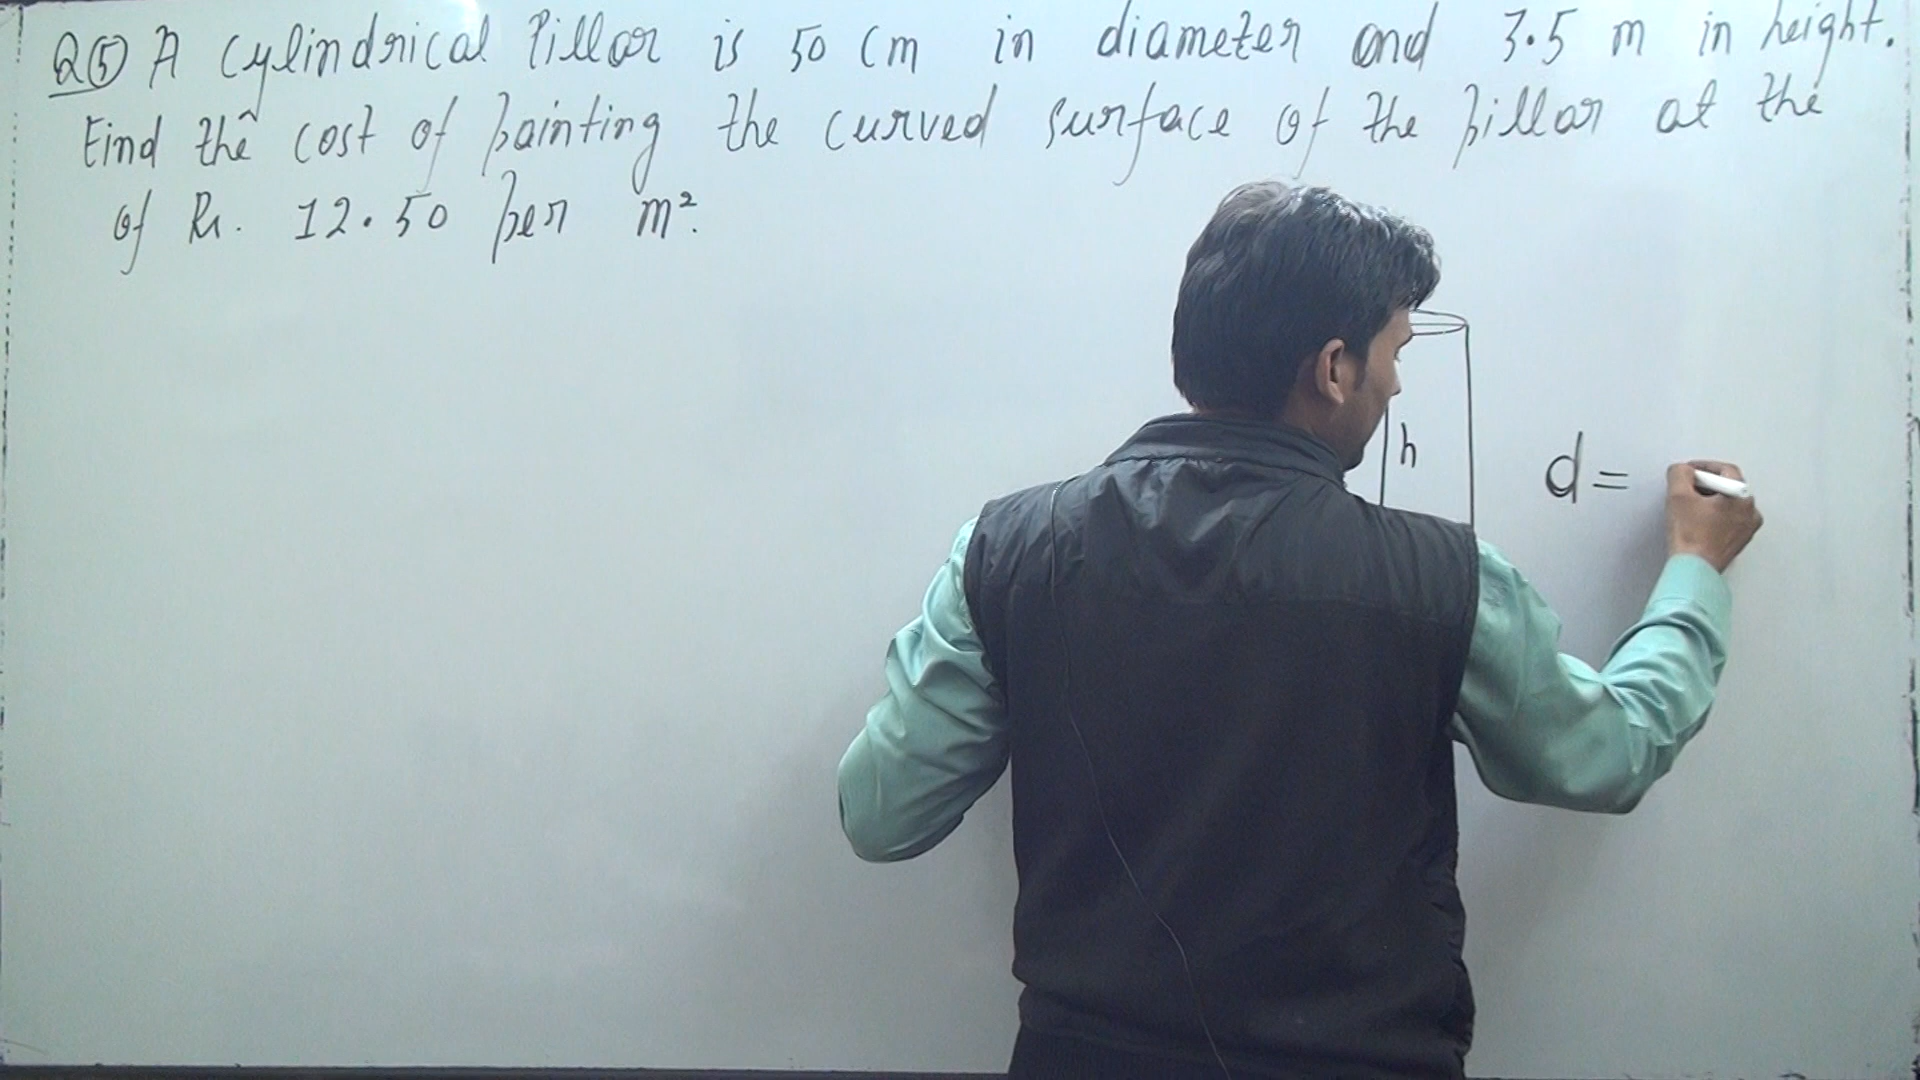 Q(5) A Cylindrical Pillar is 50 Cm in diameter and 3.5 m in height.
Find the cost of painting the curved surface of the pillar at the
of Rs. 12.50 per m².
h
d=